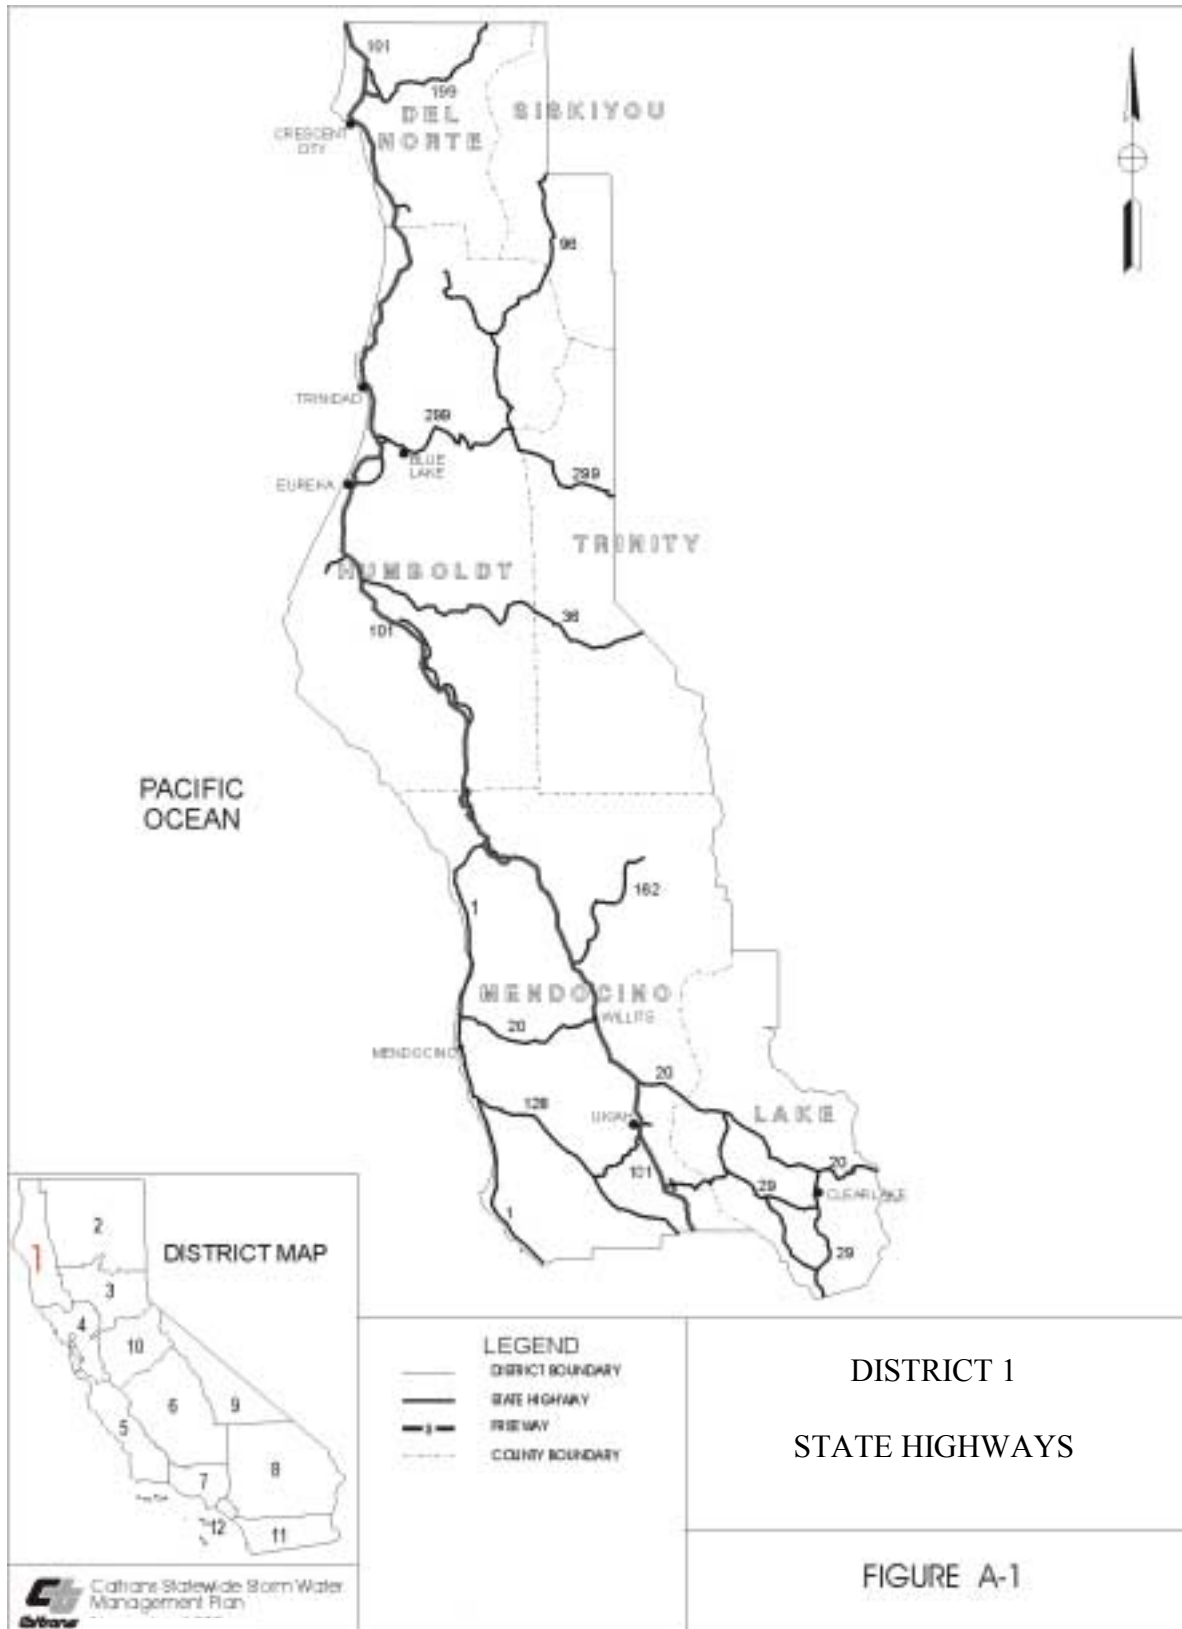 101
199
DEL
NORTE
SISKIYOU
CRESCENT
CITY
96
TRINIDAD
299
BLUE
LAKE
299
EUREKA
TRINITY
HUMBOLDT
36
101
PACIFIC
OCEAN
162
1
MENDOCINO
WILLITS
20
MENDOCINO
20
128
UKIAH
LAKE
101
20
29
CLEARLAKE
1
29
DISTRICT MAP
1
2
3
4
10
6
9
5
8
7
12
11
LEGEND
DISTRICT BOUNDARY
STATE HIGHWAY
FREEWAY
COUNTY BOUNDARY
DISTRICT 1
STATE HIGHWAYS
FIGURE A-1
Caltrans Statewide Storm Water
Management Plan
Caltrans